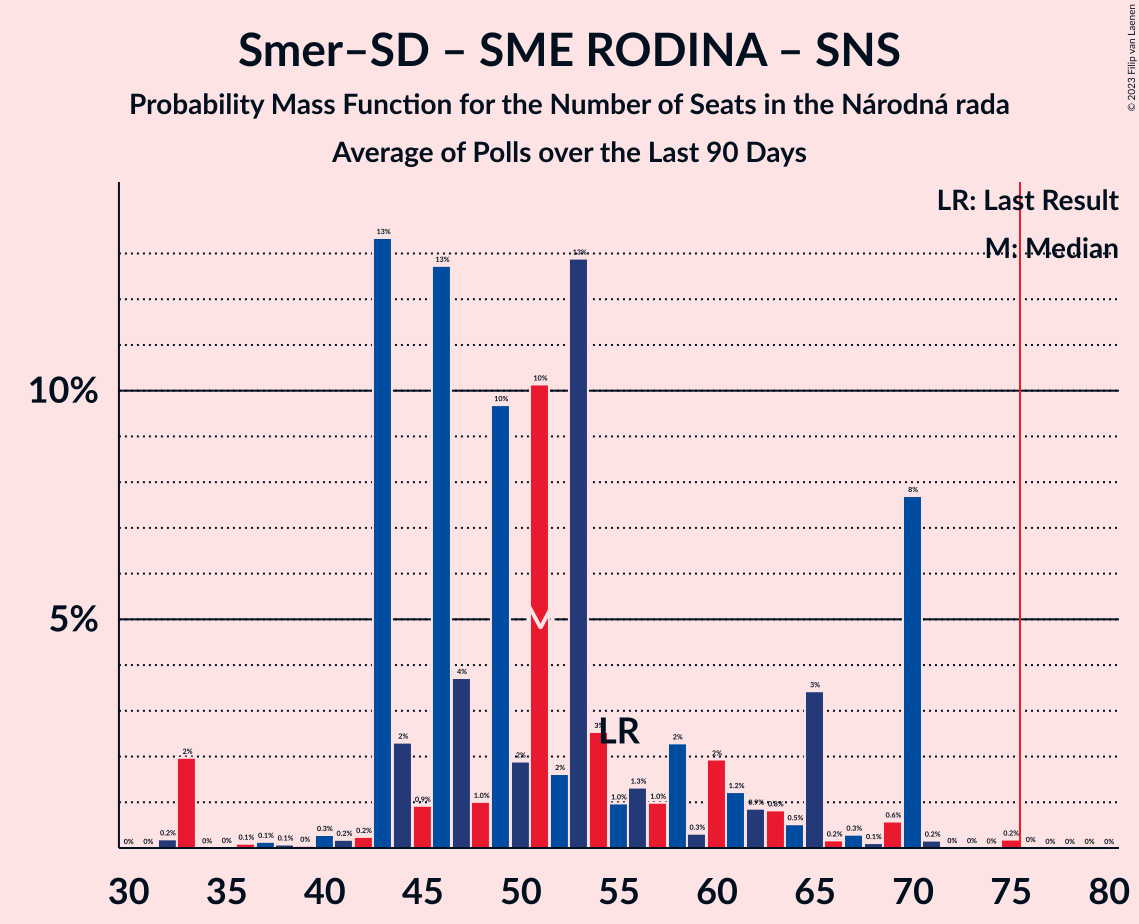 Smer–SD – SME RODINA – SNS
Probability Mass Function for the Number of Seats in the Národná rada
Average of Polls over the Last 90 Days
© 2023 Filip van Laenen
LR: Last Result
M: Median
10%
5%
0% 0% 0.2% 2% 0% 0% 0.1% 0.1% 0.1% 0% 0.3% 0.2% 0.2% 13% 2% 0.9% 13% 4% 1.0% 10% 2% 10% 2% 13% 3% 1.0% 1.3% 1.0% 2% 0.3% 2% 1.2% 0.9% 0.8% 0.5% 3% 0.2% 0.3% 0.1% 0.6% 8% 0.2% 0% 0% 0% 0.2% 0% 0% 0% 0% 0%
M
LR
30 35 40 45 50 55 60 65 70 75 80